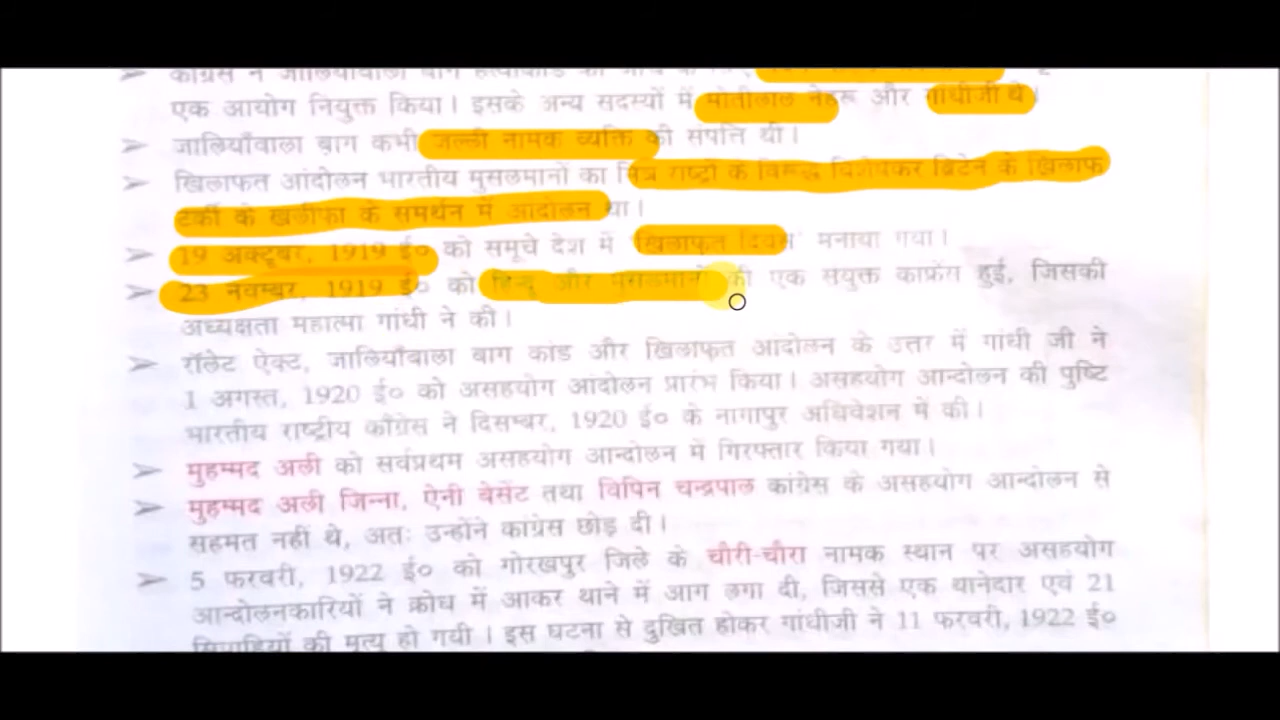 कांग्रेस ने जालियाँवाला बाग हत्याकांड की जाँच के लिए
एक आयोग नियुक्त किया। इसके अन्य सदस्यों में मोतीलाल नेहरू और गांधीजी थे।
➢ जालियाँवाला बाग कभी जल्ली नामक व्यक्ति की संपत्ति थी।
➢ खिलाफत आंदोलन भारतीय मुसलमानों का मित्र राष्ट्रों के विरूद्ध विशेषकर ब्रिटेन के खिलाफ
टर्की के खलीफा के समर्थन में आंदोलन था।
➢ 19 अक्टूबर, 1919 ई० को समूचे देश में 'खिलाफत दिवस' मनाया गया।
➢ 23 नवम्बर, 1919 ई० को हिन्दू और मुसलमानों की एक संयुक्त कांफ्रेंस हुई, जिसकी
अध्यक्षता महात्मा गांधी ने की।
➢ रॉलेट ऐक्ट, जालियाँवाला बाग कांड और खिलाफत आंदोलन के उत्तर में गांधी जी ने
1 अगस्त, 1920 ई० को असहयोग आंदोलन प्रारंभ किया। असहयोग आन्दोलन की पुष्टि
भारतीय राष्ट्रीय काँग्रेस ने दिसम्बर, 1920 ई० के नागापुर अधिवेशन में की।
➢ मुहम्मद अली को सर्वप्रथम असहयोग आन्दोलन में गिरफ्तार किया गया।
➢ मुहम्मद अली जिन्ना, ऐनी बेसेंट तथा विपिन चन्द्रपाल कांग्रेस के असहयोग आन्दोलन से
सहमत नहीं थे, अतः उन्होंने कांग्रेस छोड़ दी।
➢ 5 फरवरी, 1922 ई० को गोरखपुर जिले के चौरी-चौरा नामक स्थान पर असहयोग
आन्दोलनकारियों ने क्रोध में आकर थाने में आग लगा दी, जिससे एक थानेदार एवं 21
सिपाहियों की मृत्यु हो गयी। इस घटना से दुखित होकर गांधीजी ने 11 फरवरी, 1922 ई०